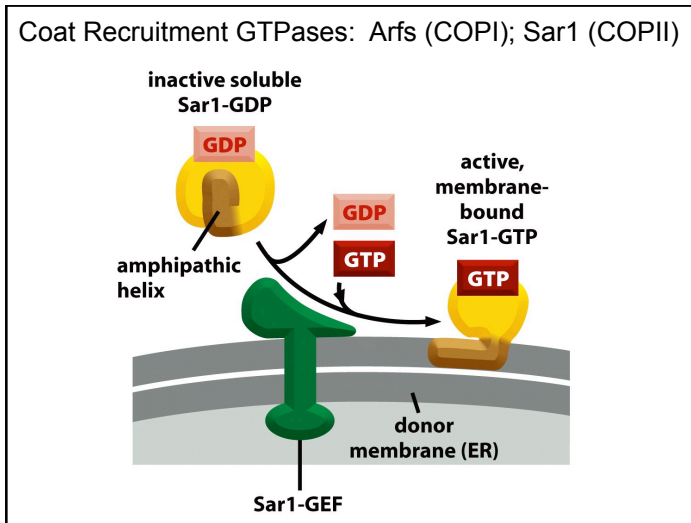 Coat Recruitment GTPases: Arfs (COPI); Sar1 (COPII)
inactive soluble
Sar1-GDP
GDP
amphipathic
helix
GDP
GTP
active,
membrane-
bound
Sar1-GTP
GTP
donor
membrane (ER)
Sar1-GEF